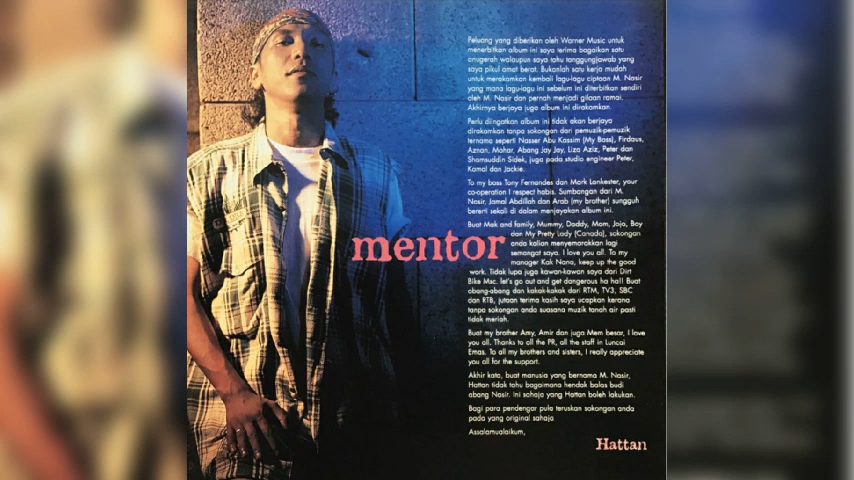 Peluang yang diberikan oleh Warner Music untuk
menerbitkan album ini saya terima bagaikan satu
anugerah walaupun saya tahu tanggungjawab yang
saya pikul amat berat. Bukanlah satu kerja mudah
untuk merakamkan kembali lagu-lagu ciptaan M. Nasir
yang mana lagu-lagu ini sebelum ini diterbitkan sendiri
oleh M. Nasir dan pernah menjadi gilaan ramai.
Akhirnya berjaya juga album ini dirakamkan.
Perlu diingatkan album ini tidak akan berjaya
dirakamkan tanpa sokongan dari pemuzik-pemuzik
ternama seperti Nasser Abu Kassim (My Boss), Firdaus,
Aznan, Mohar, Abang Jay Jay, Liza Aziz, Peter dan
Shamsuddin Sidek, juga pada studio engineer Peter,
Kamal dan Jackie.
To my boss Tony Fernandes dan Mark Lankester, your
co-operation I respect habis. Sumbangan dari M.
Nasir, Jamal Abdillah dan Arab (my brother) sungguh
bererti sekali di dalam menjayakan album ini.
Buat Mak and family, Mummy, Daddy, Mam, Jojo, Boy
dan My Pretty Lady (Canada), sokongan
anda kalian menyemarakkan lagi
semangat saya. I love you all. To my
manager Kak Nana, keep up the good
work. Tidak lupa juga kawan-kawan saya dari Dirt
Bike Msc. let's go out and get dangerous ha ha!! Buat
abang-abang dan kakak-kakak dari RTM, TV3, SBC
dan RTB, jutaan terima kasih saya ucapkan kerana
tanpa sokongan anda suasana muzik tanah air pasti
tidak meriah.
mentor
Buat my brother Amy, Amir dan juga Mem besar, I love
you all. Thanks to all the PR, all the staff in Luncai
Emas. To all my brothers and sisters, I really appreciate
you all for the support.
Akhir kata, buat manusia yang bernama M. Nasir,
Hattan tidak tahu bagaimana hendak balas budi
abang Nasir. Ini sahaja yang Hattan boleh lakukan.
Bagi para pendengar pula teruskan sokongan anda
pada yang original sahaja
Assalamualaikum,
Hattan